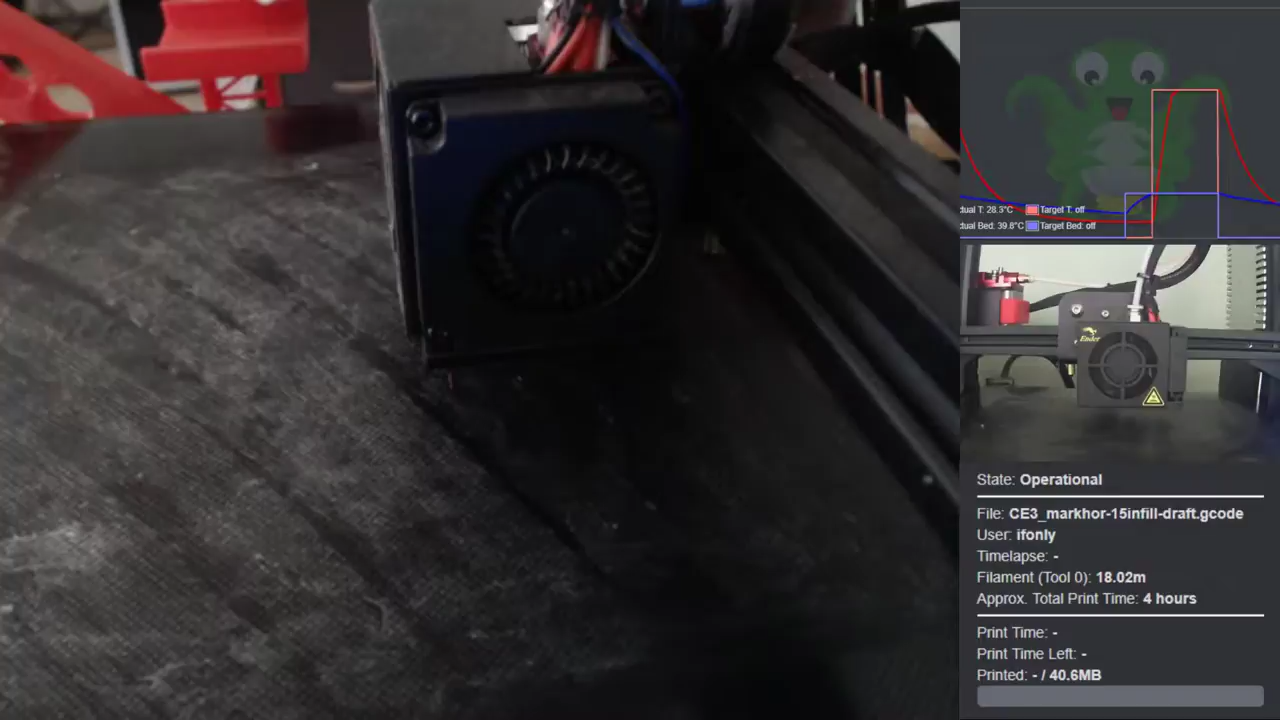 dual T: 28.3°C Target T: off
dual Bed: 39.8°C Target Bed: off
Ender
State: Operational
File: CE3_markhor-15infill-draft.gcode
User: ifonly
Timelapse: -
Filament (Tool 0): 18.02m
Approx. Total Print Time: 4 hours
Print Time: -
Print Time Left: -
Printed: - / 40.6MB